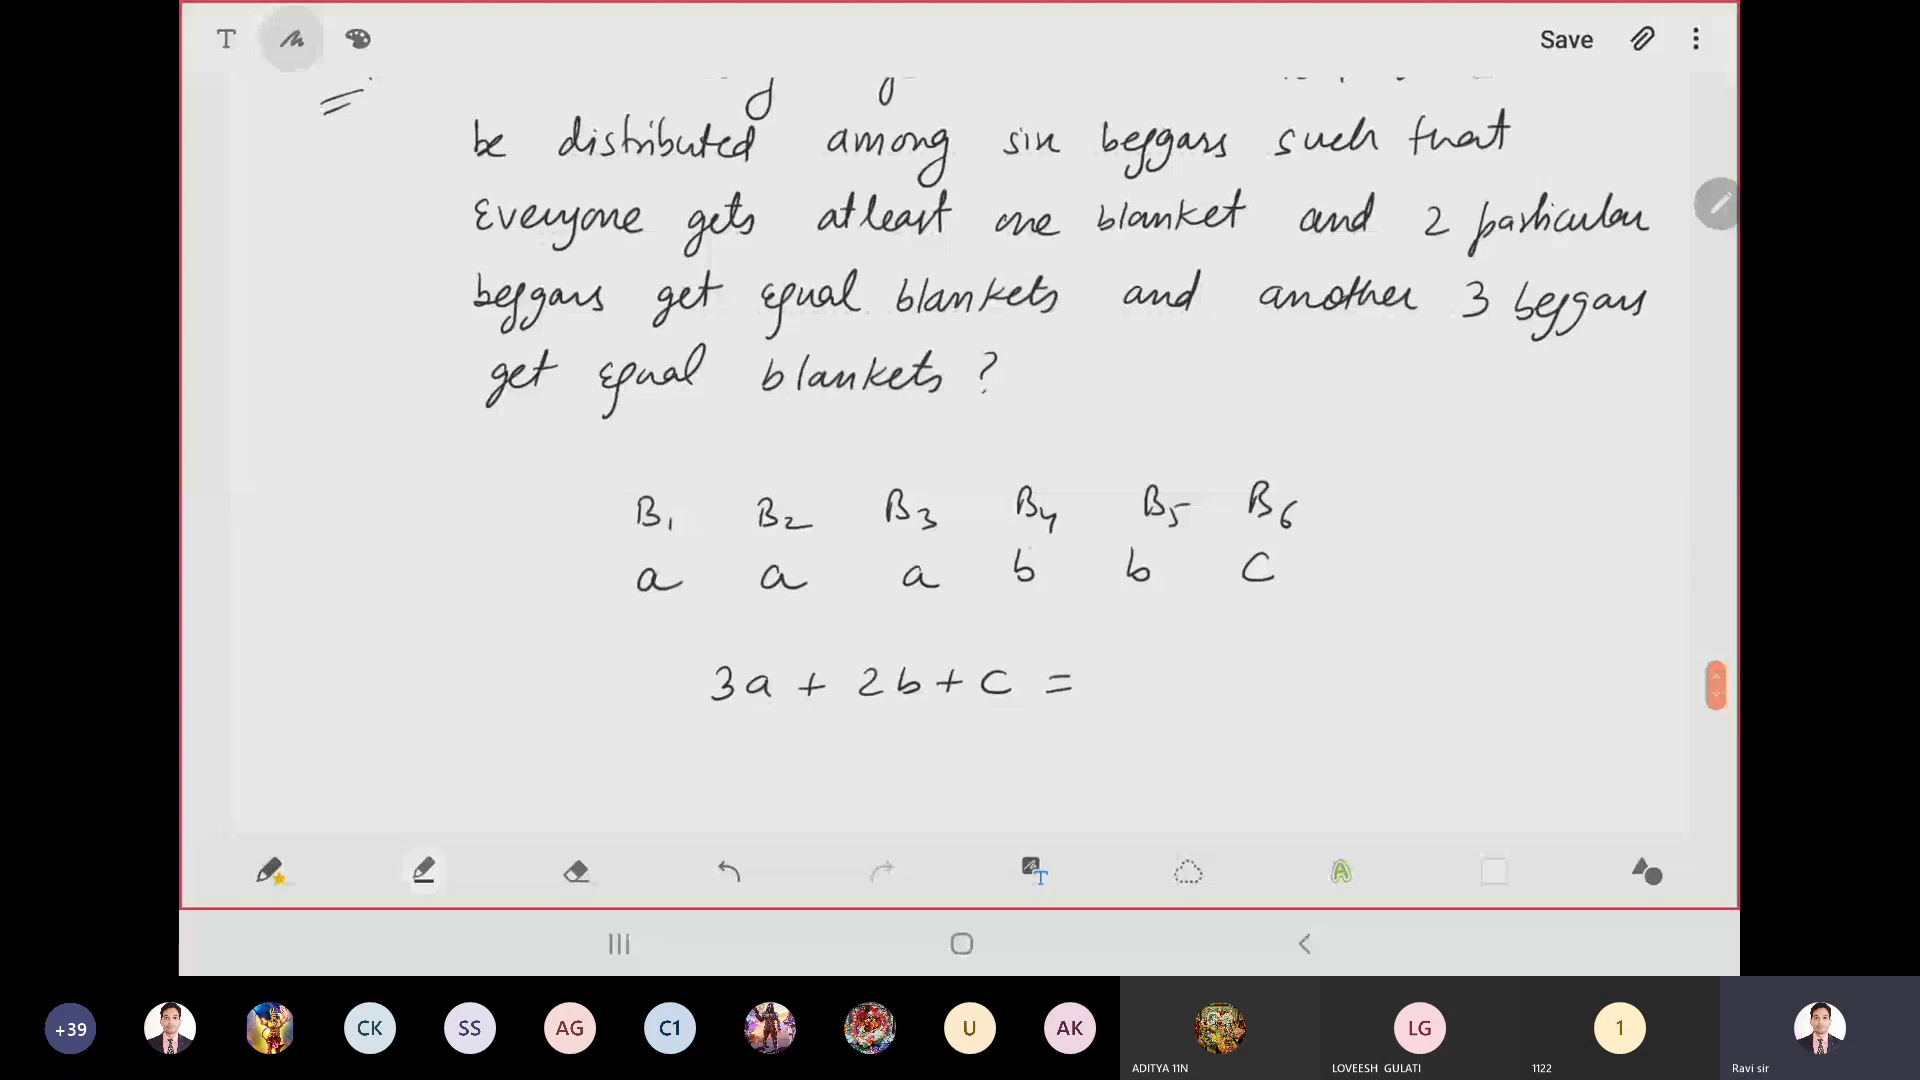 T Save
be distributed among six beggars such that
Everyone gets atleast one blanket and 2 particular
beggars get equal blankets and another 3 beggars
get equal blankets ?
B1 B2 B3 B4 B5 B6
a a a b b c
3a + 2b + c =
A
+39 CK SS AG C1 U AK LG 1
ADITYA 11N LOVEESH GULATI 1122 Ravi sir